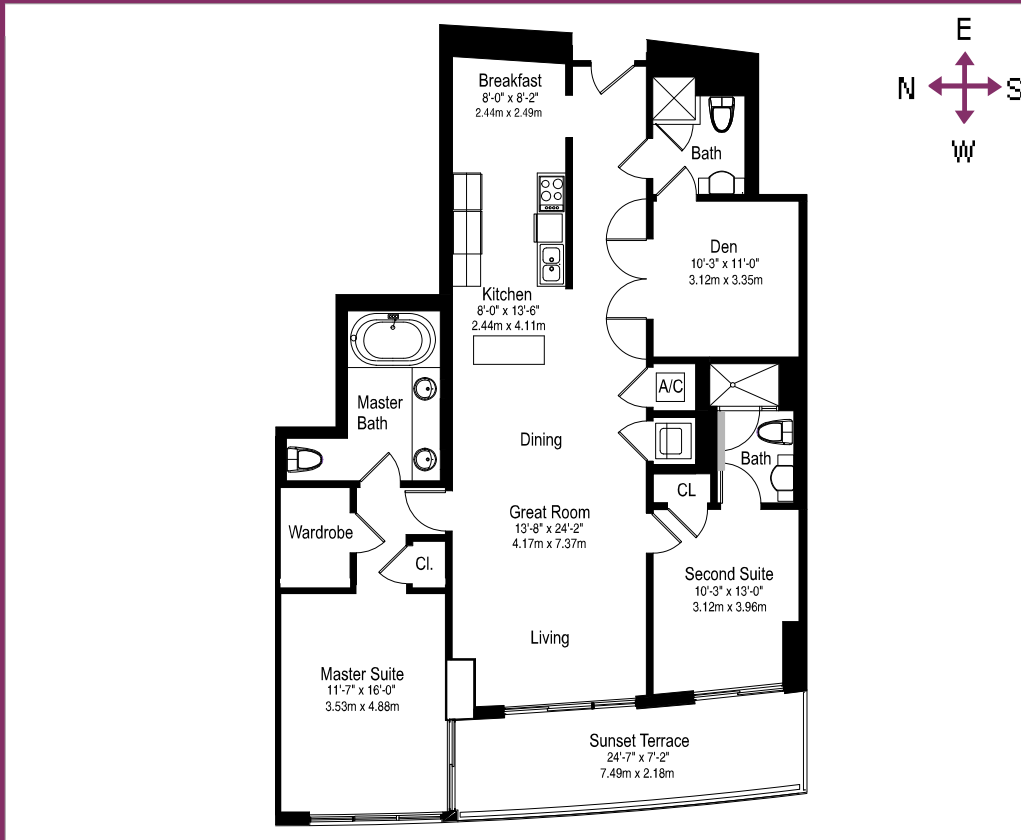 E
N S
W
Breakfast
8'-0" x 8'-2"
2.44m x 2.49m
Bath
Den
10'-3" x 11'-0"
3.12m x 3.35m
Kitchen
8'-0" x 13'-6"
2.44m x 4.11m
A/C
Master
Bath
Dining
Bath
CL
Great Room
13'-8" x 24'-2"
4.17m x 7.37m
Wardrobe
Cl.
Second Suite
10'-3" x 13'-0"
3.12m x 3.96m
Living
Master Suite
11'-7" x 16'-0"
3.53m x 4.88m
Sunset Terrace
24'-7" x 7'-2"
7.49m x 2.18m